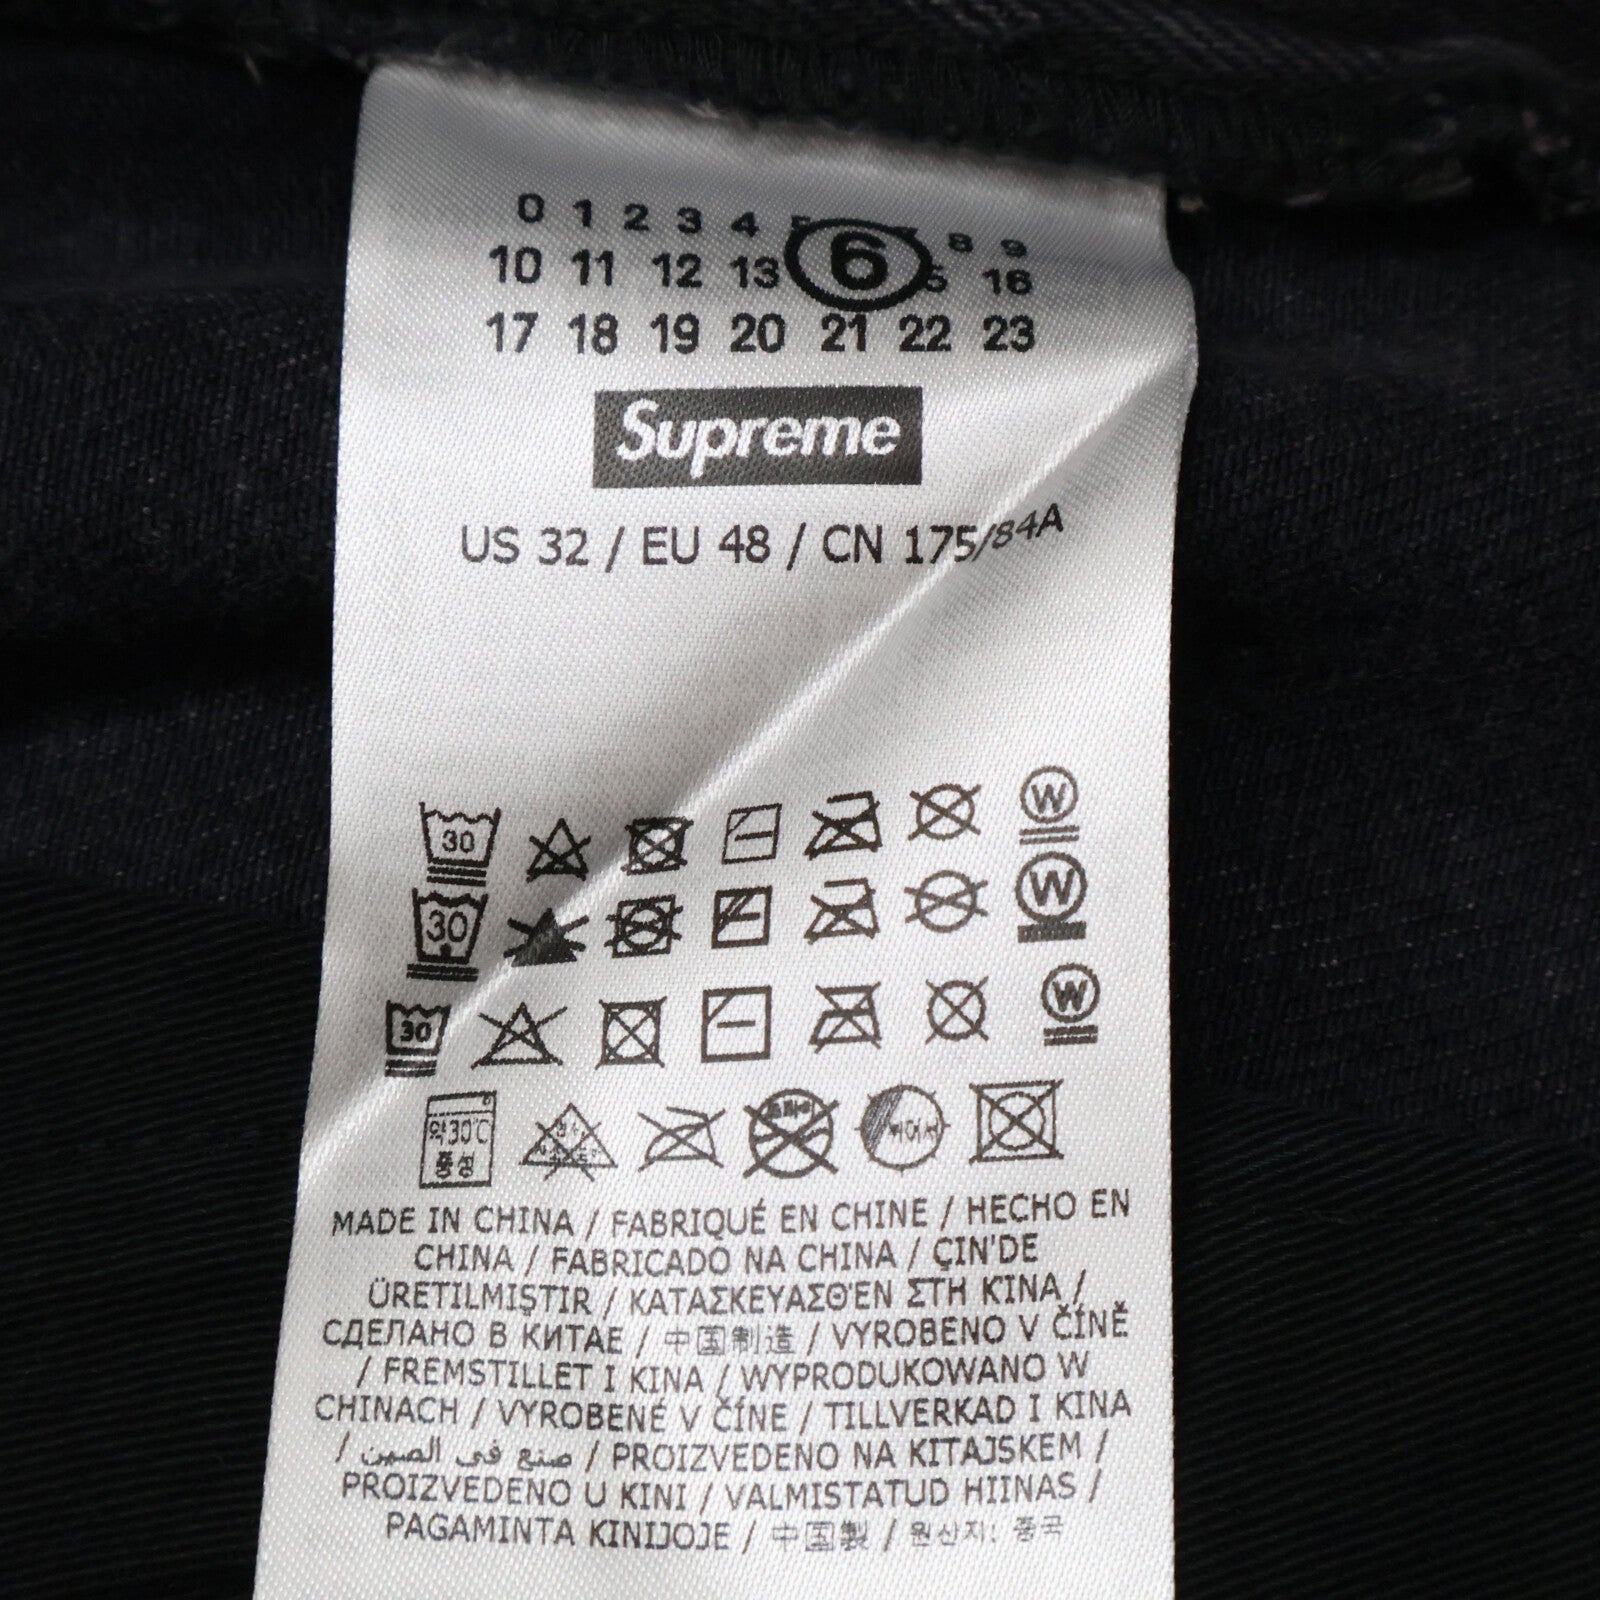 0 1 2 3 4 5 6 8 9
10 11 12 13 16
17 18 19 20 21 22 23
Supreme
US 32 / EU 48 / CN 175/84A
30 W
30 W
30 W
약30℃
중성
MADE IN CHINA / FABRIQUÉ EN CHINE / HECHO EN
CHINA / FABRICADO NA CHINA / ÇIN'DE
ÜRETILMIŞTIR / ΚΑΤΑΣΚΕΥΑΣΘΈΝ ΣΤΗ ΚΙΝΑ /
СДЕЛАНО В КИТАЕ / 中国制造 / VYROBENO V ČÍNĚ
/ FREMSTILLET I KINA / WYPRODUKOWANO W
CHINACH / VYROBENÉ V ČÍNE / TILLVERKAD I KINA
/ صنع في الصين / PROIZVEDENO NA KITAJSKEM /
PROIZVEDENO U KINI / VALMISTATUD HIINAS /
PAGAMINTA KINIJOJE / 中国製 / 원산지: 중국